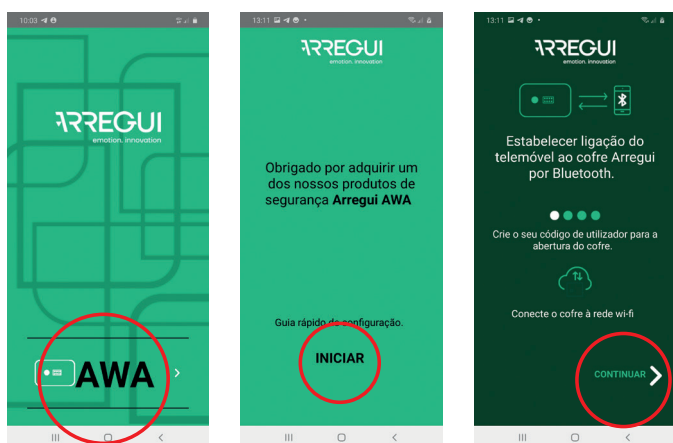 10:03
ARREGUI
emotion. innovation
AWA
13:11
ARREGUI
emotion. innovation
Obrigado por adquirir um
dos nossos produtos de
segurança Arregui AWA
Guia rápido de configuração.
INICIAR
13:11
ARREGUI
emotion. innovation
Estabelecer ligação do
telemóvel ao cofre Arregui
por Bluetooth.
Crie o seu código de utilizador para a
abertura do cofre.
Conecte o cofre à rede wi-fi
CONTINUAR